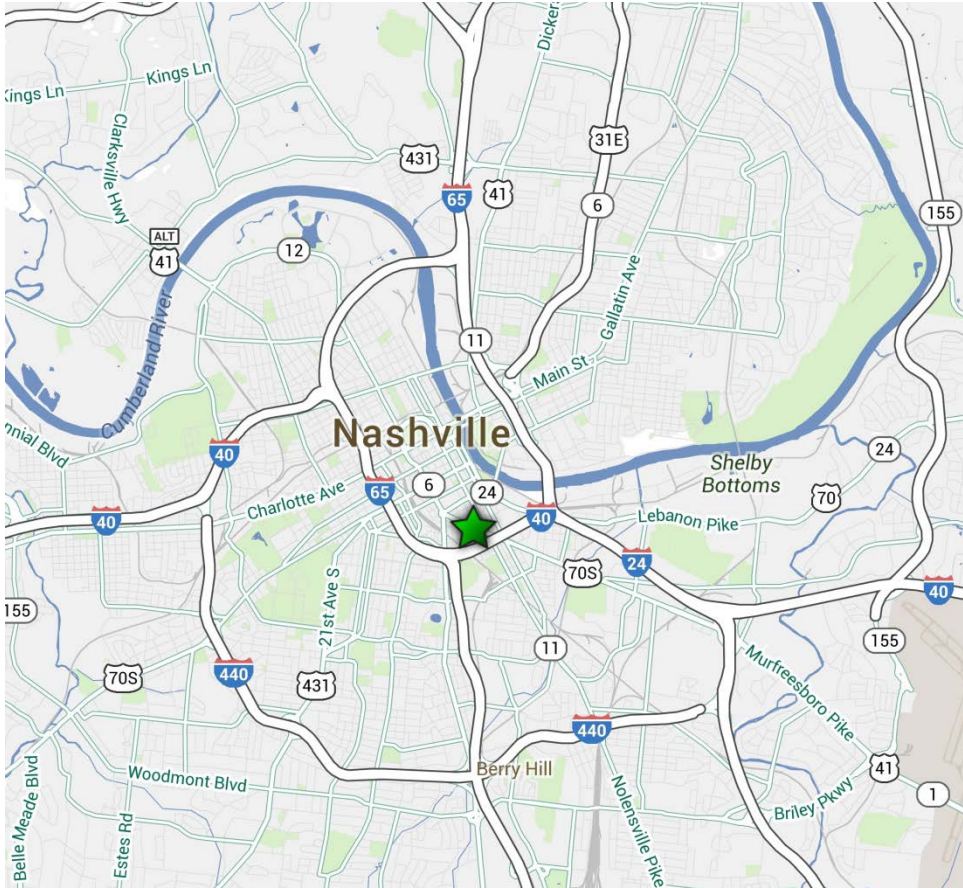 Dicker
Kings Ln
Kings Ln
Clarksville Hwy
431
31E
41
65
6
155
ALT
41
12
Gallatin Ave
Cumberland River
11
Main St
Nashville
nnial Blvd
40
Shelby
Bottoms
24
Charlotte Ave
65
6
24
70
40
40
Lebanon Pike
24
70S
40
155
21st Ave S
11
155
70S
440
431
Murfreesboro Pike
440
Berry Hill
41
Woodmont Blvd
Nolensville Pike
Briley Pkwy
1
Belle Meade Blvd
Estes Rd